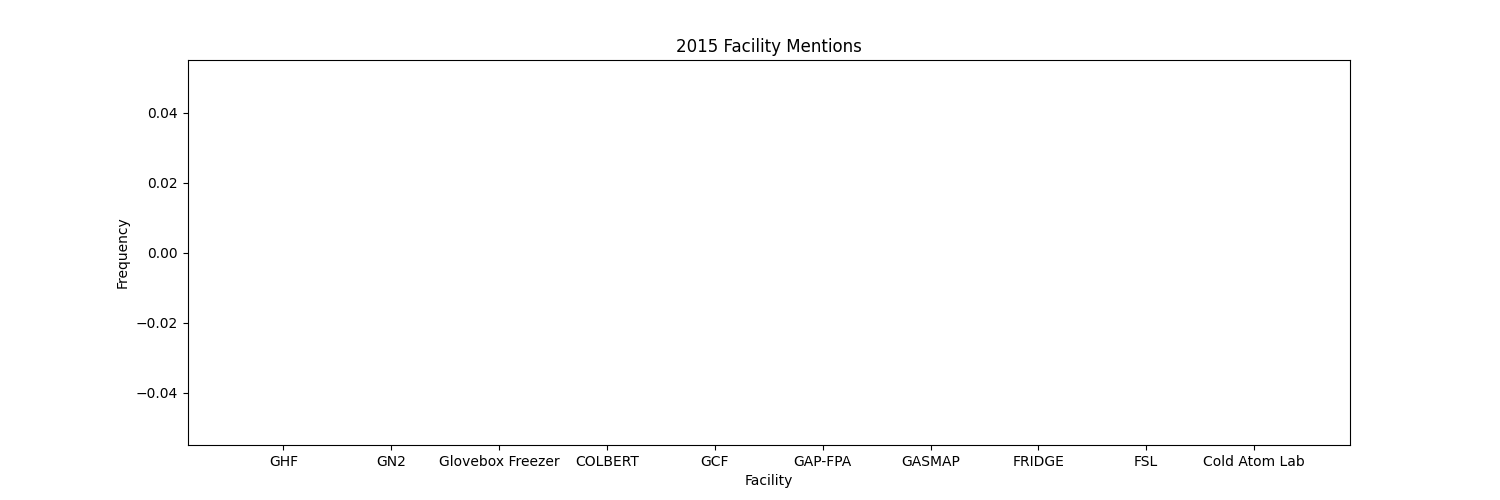 2015 Facility Mentions
0.04
0.02
0.00
−0.02
−0.04
Frequency
GHF GN2 Glovebox Freezer COLBERT GCF GAP-FPA GASMAP FRIDGE FSL Cold Atom Lab
Facility